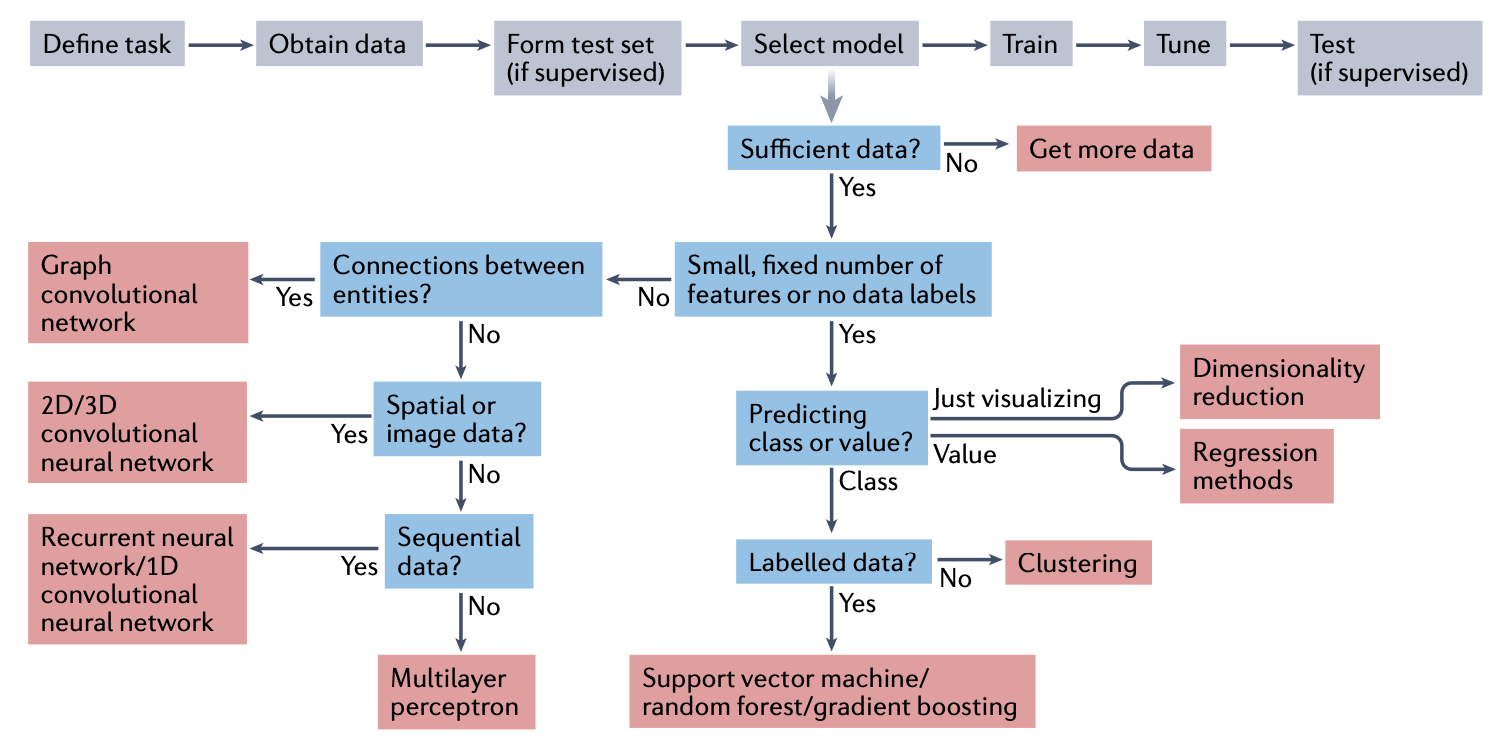 Define task
Obtain data
Form test set
(if supervised)
Select model
Train
Tune
Test
(if supervised)
Sufficient data?
No
Get more data
Yes
Graph
convolutional
network
Yes
Connections between
entities?
No
Small, fixed number of
features or no data labels
No
Yes
2D/3D
convolutional
neural network
Yes
Spatial or
image data?
No
Predicting
class or value?
Just visualizing
Dimensionality
reduction
Value
Regression
methods
Class
Recurrent neural
network/1D
convolutional
neural network
Yes
Sequential
data?
No
Labelled data?
No
Clustering
Yes
Multilayer
perceptron
Support vector machine/
random forest/gradient boosting